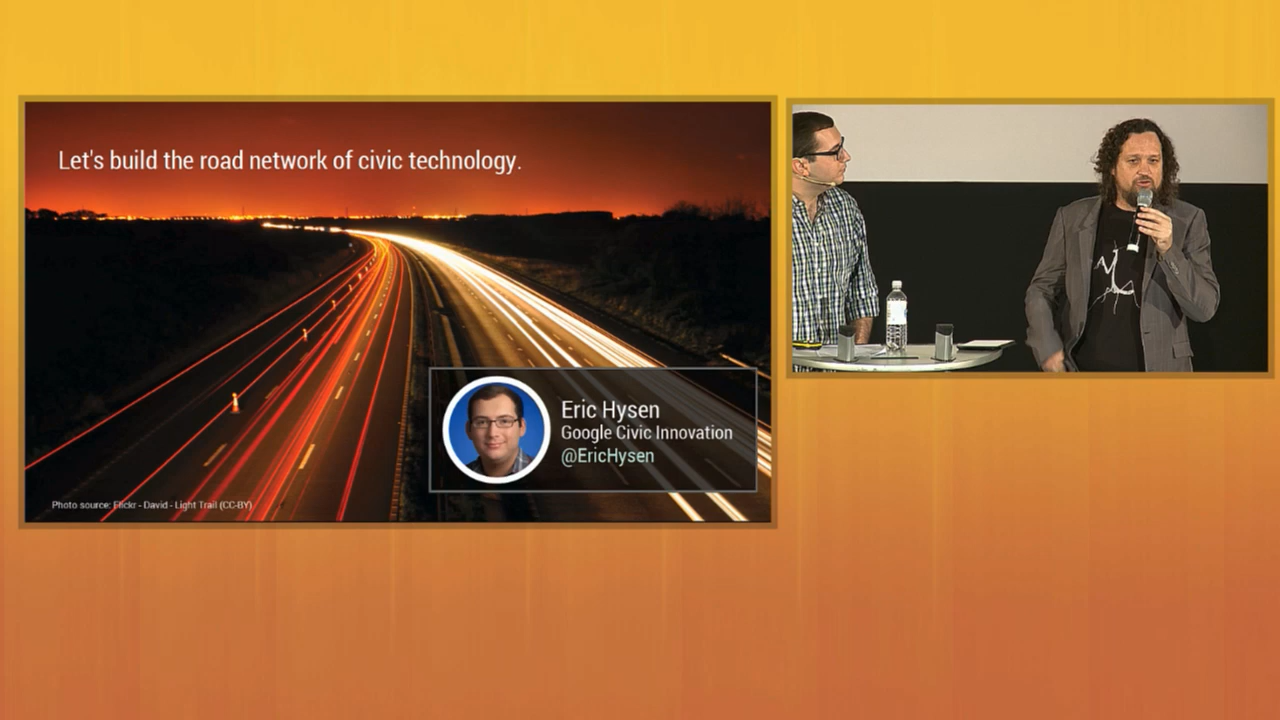 Let's build the road network of civic technology.
Eric Hysen
Google Civic Innovation
@EricHysen
Photo source: Flickr - David - Light Trail (CC-BY)